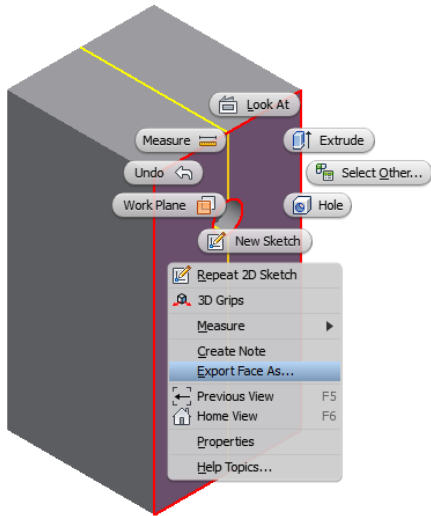 Look At
Measure
Extrude
Undo
Select Other...
Work Plane
Hole
New Sketch
Repeat 2D Sketch
3D Grips
Measure
Create Note
Export Face As...
Previous View F5
Home View F6
Properties
Help Topics...